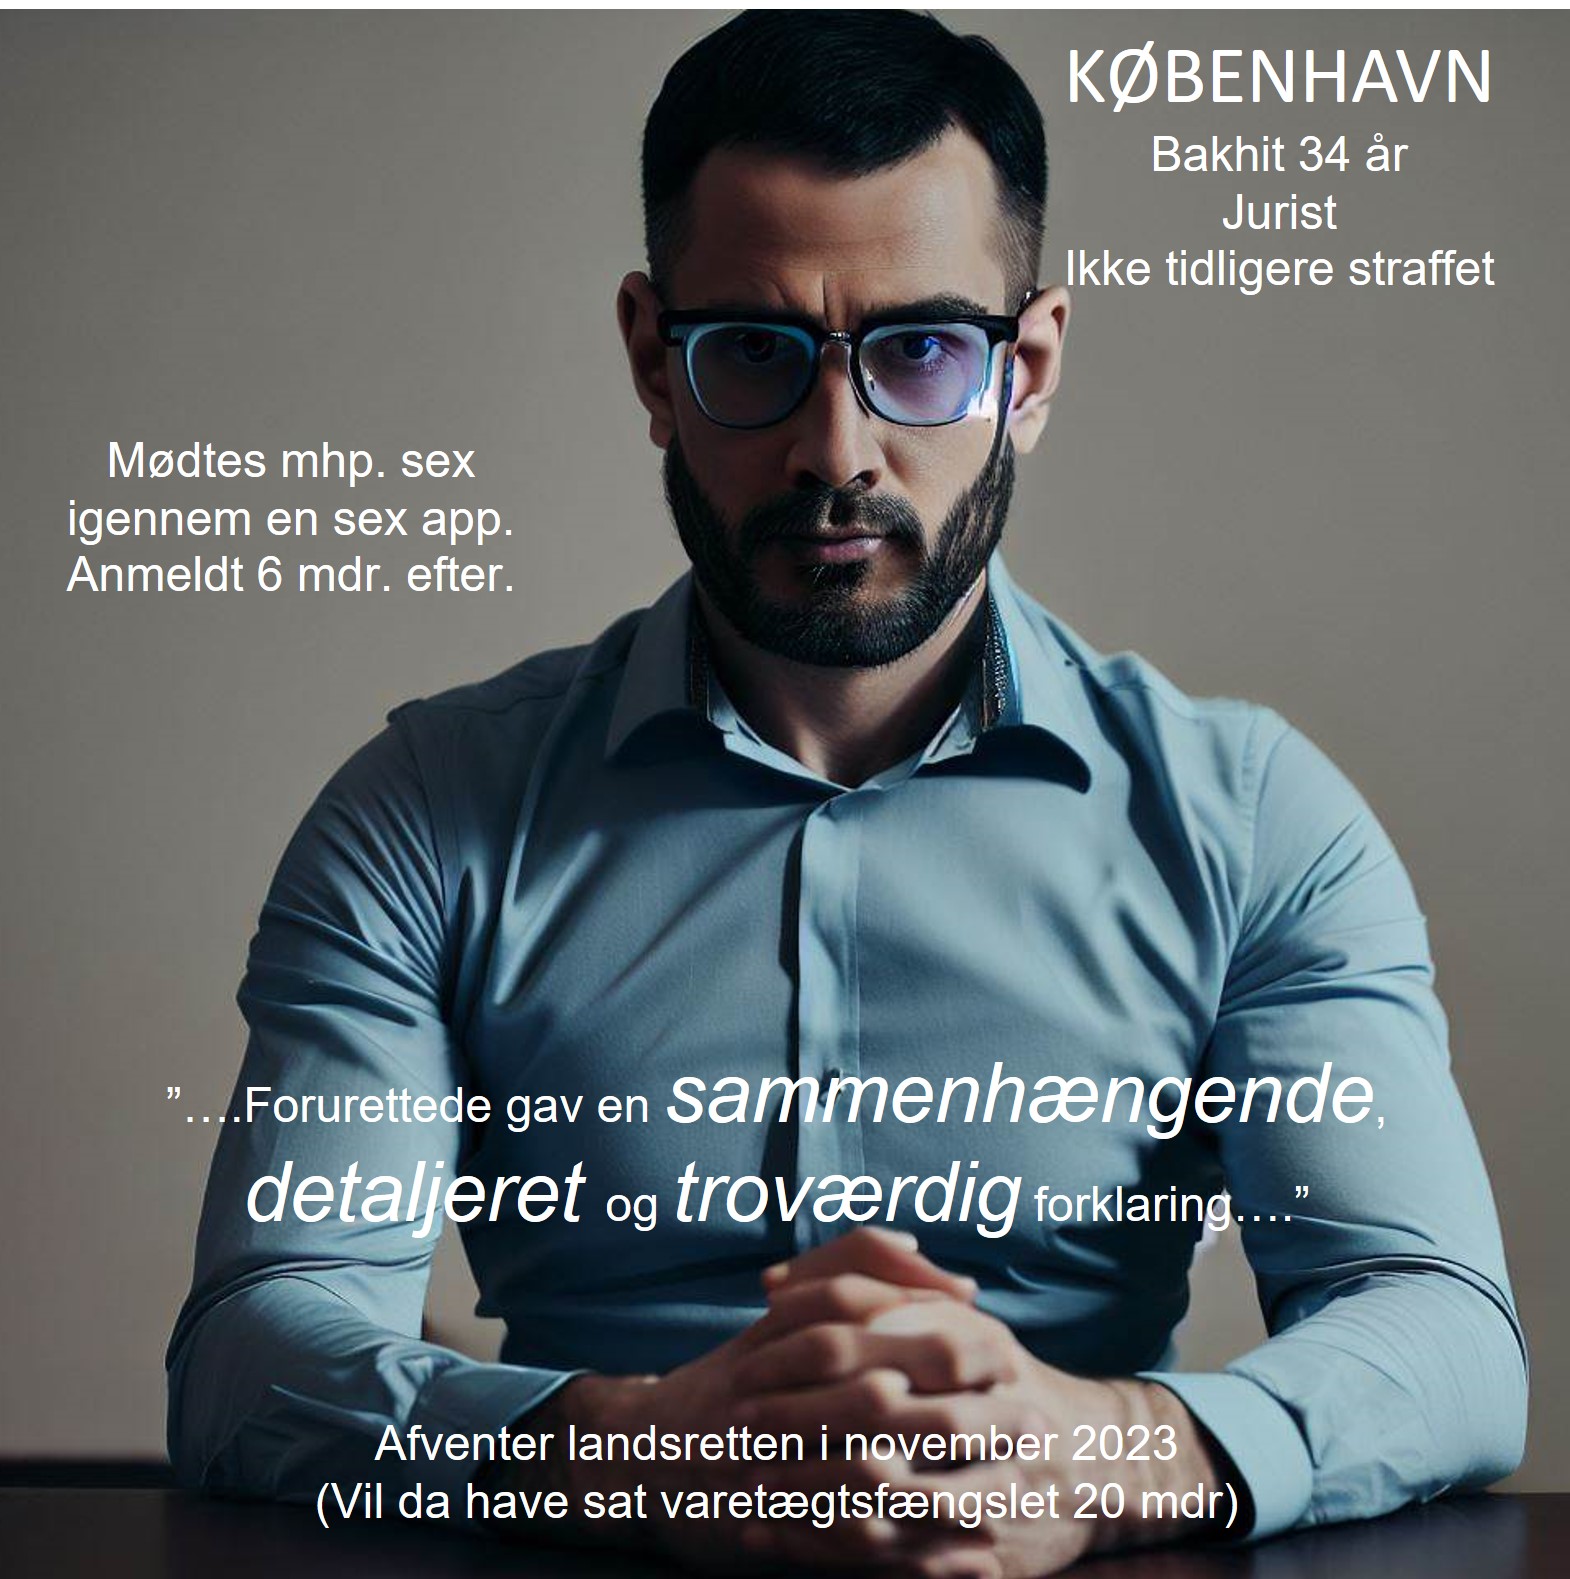 KØBENHAVN
Bakhit 34 år
Jurist
Ikke tidligere straffet
Mødtes mhp. sex
igennem en sex app.
Anmeldt 6 mdr. efter.
”….Forurettede gav en sammenhængende,
detaljeret og troværdig forklaring….”
Afventer landsretten i november 2023
(Vil da have sat varetægtsfængslet 20 mdr)